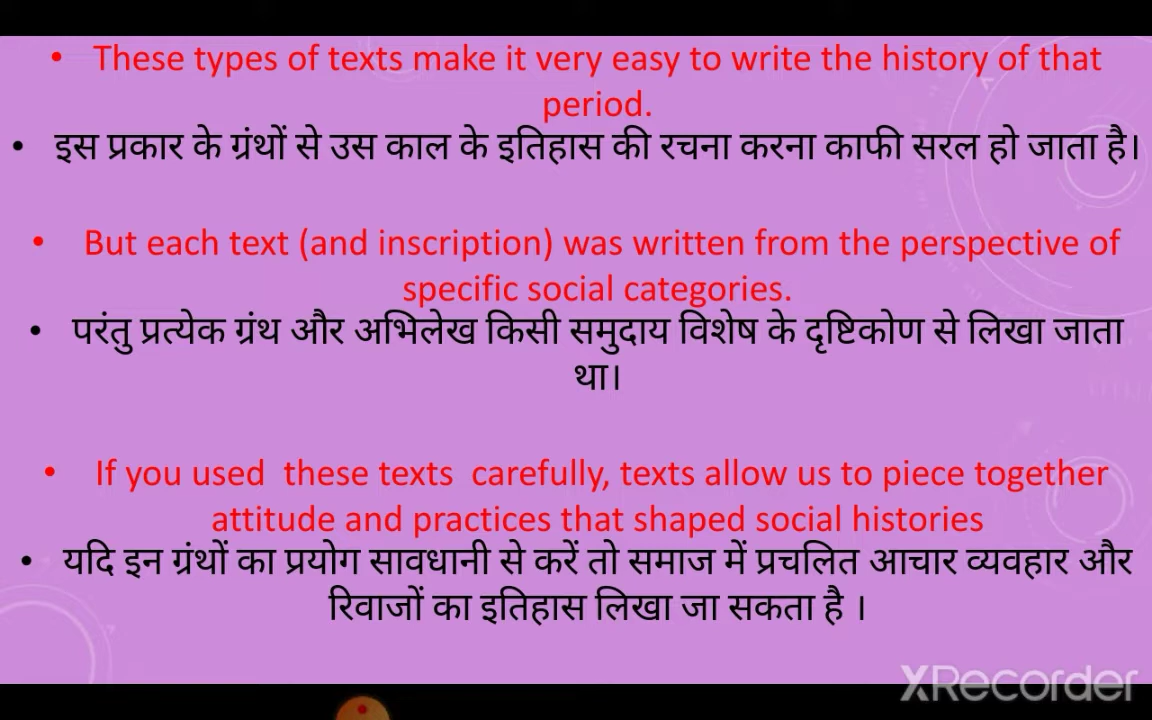 • These types of texts make it very easy to write the history of that
period.
• इस प्रकार के ग्रंथों से उस काल के इतिहास की रचना करना काफी सरल हो जाता है।
• But each text (and inscription) was written from the perspective of
specific social categories.
• परंतु प्रत्येक ग्रंथ और अभिलेख किसी समुदाय विशेष के दृष्टिकोण से लिखा जाता
था।
• If you used these texts carefully, texts allow us to piece together
attitude and practices that shaped social histories
• यदि इन ग्रंथों का प्रयोग सावधानी से करें तो समाज में प्रचलित आचार व्यवहार और
रिवाजों का इतिहास लिखा जा सकता है ।
XRecorder